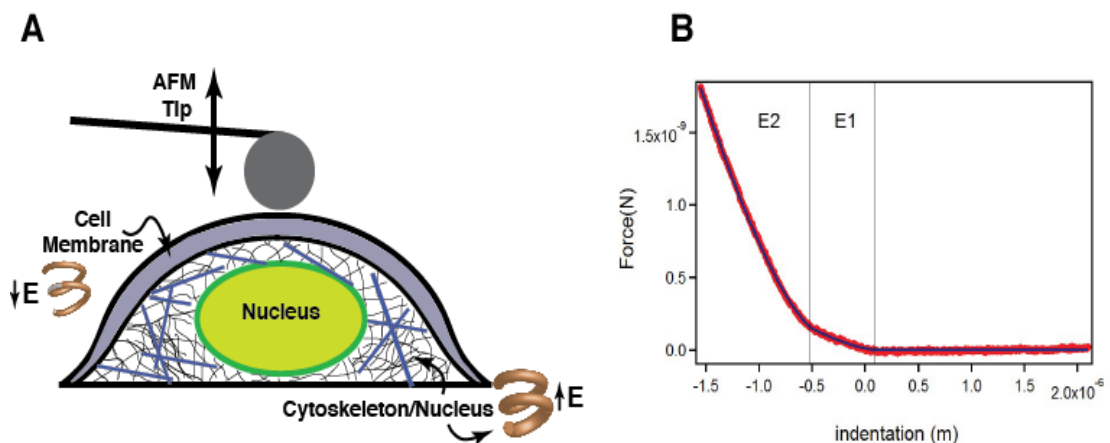 A
AFM
TIp
Cell
Membrane
↓E
Nucleus
Cytoskeleton/Nucleus
↑E
B
E2
E1
1.5x10⁻⁹
1.0
0.5
0.0
Force(N)
-1.5
-1.0
-0.5
0.0
0.5
1.0
1.5
2.0x10⁻⁶
indentation (m)